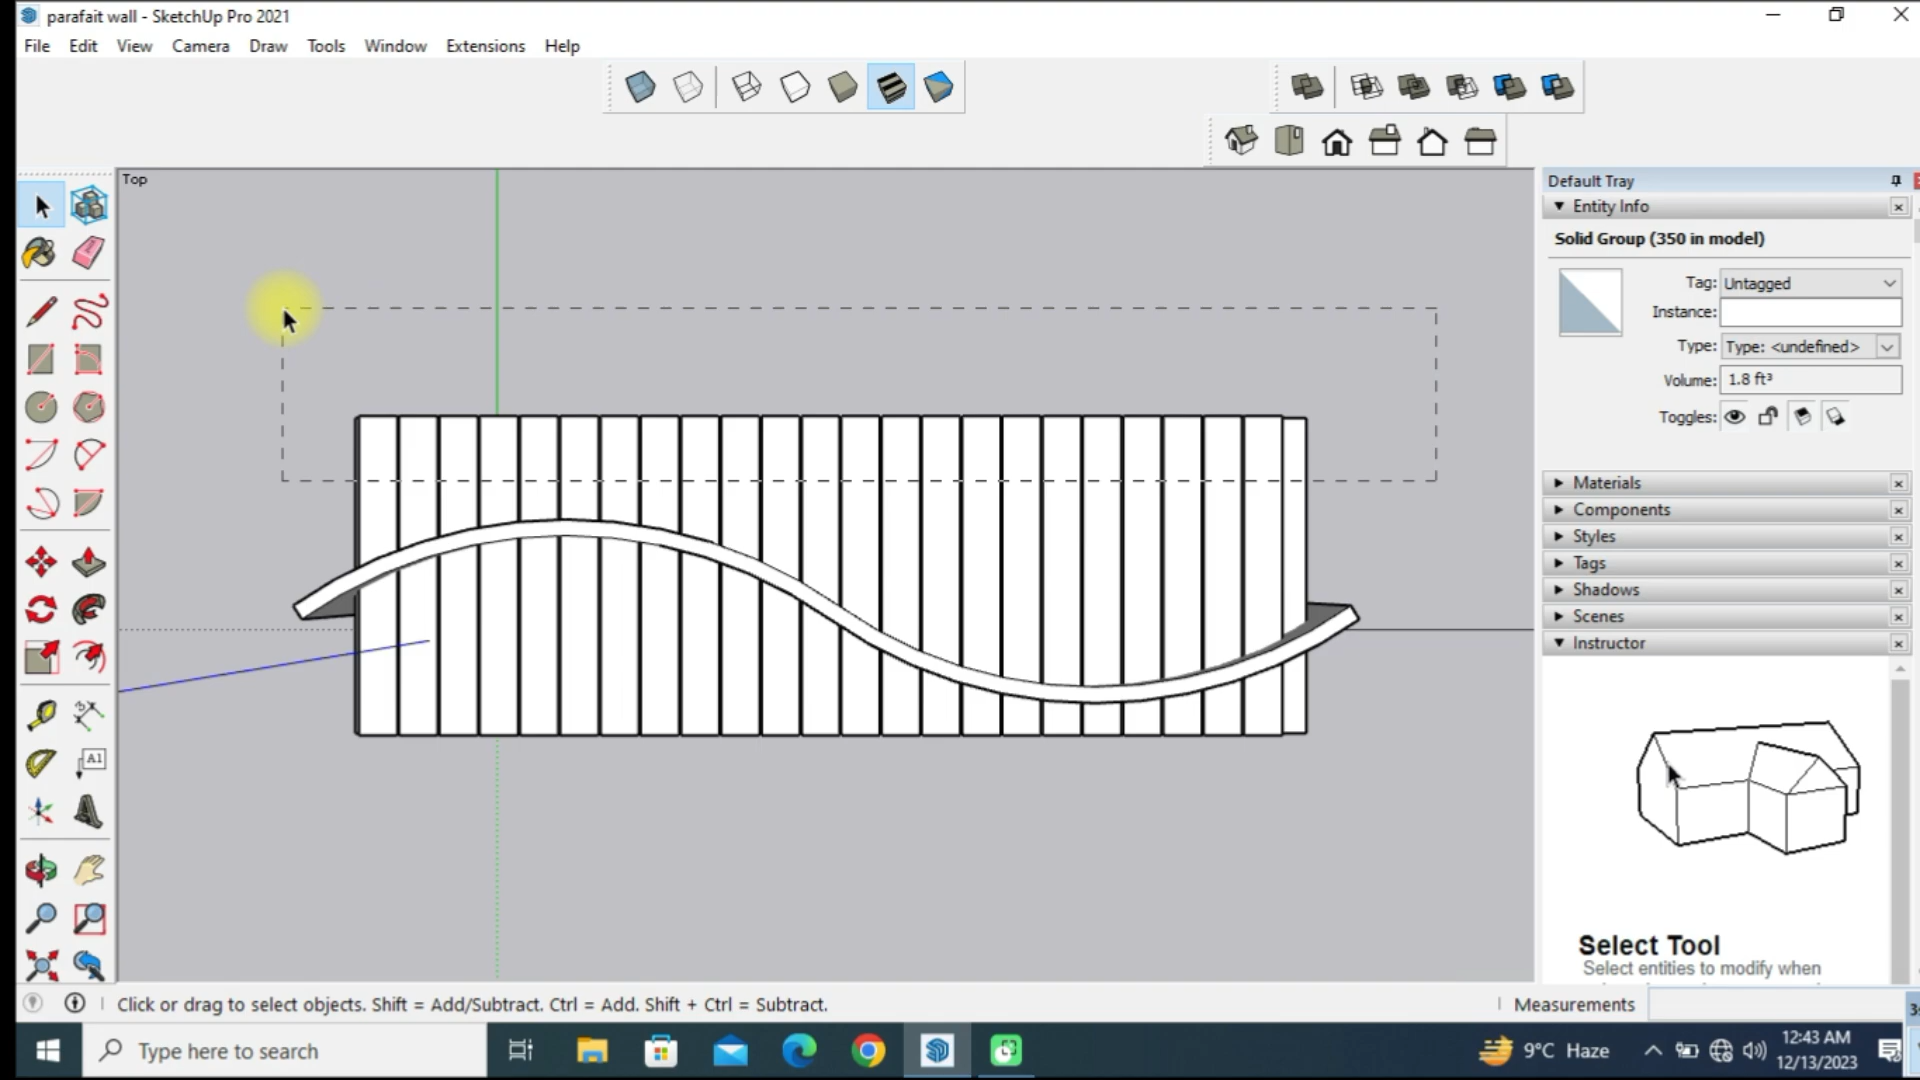 parafait wall - SketchUp Pro 2021
File Edit View Camera Draw Tools Window Extensions Help
Top
Default Tray
Entity Info
Solid Group (350 in model)
Tag: Untagged
Instance:
Type: Type: <undefined>
Volume: 1.8 ft³
Toggles:
Materials
Components
Styles
Tags
Shadows
Scenes
Instructor
A1
Select Tool
Select entities to modify when
Click or drag to select objects. Shift = Add/Subtract. Ctrl = Add. Shift + Ctrl = Subtract.
Measurements
Type here to search
9°C Haze
12:43 AM
12/13/2023